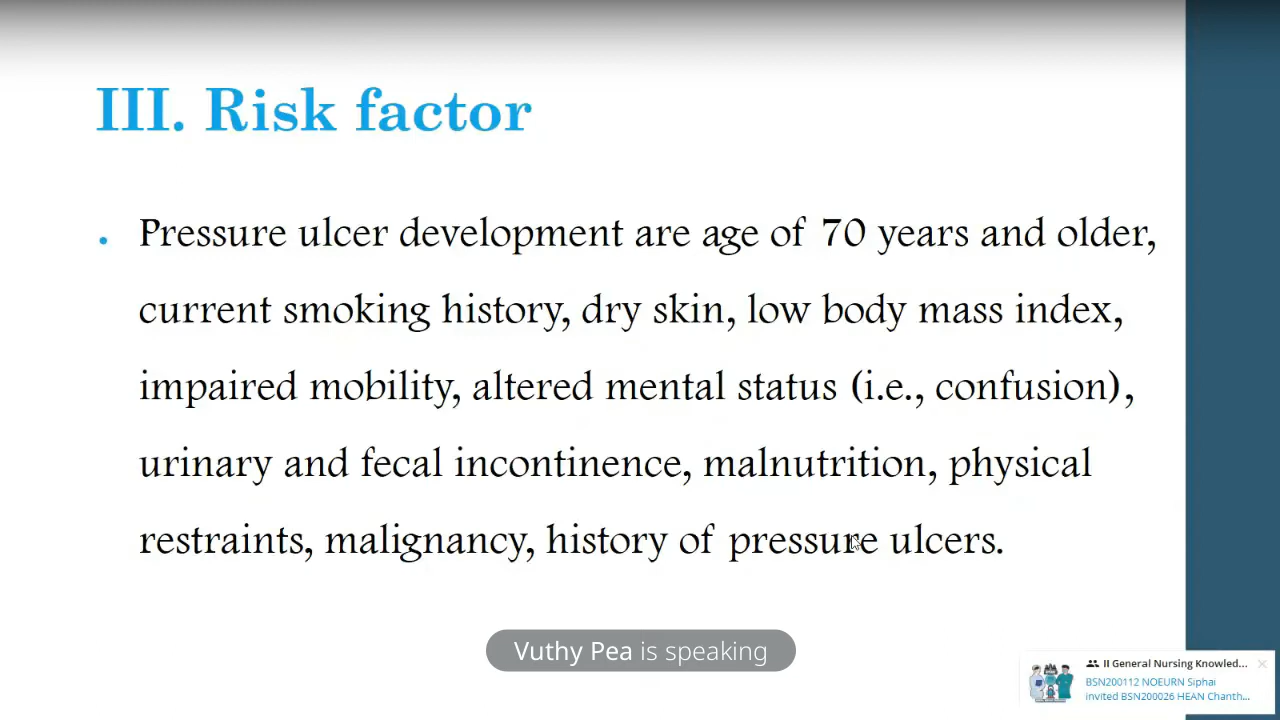 III. Risk factor
• Pressure ulcer development are age of 70 years and older,
current smoking history, dry skin, low body mass index,
impaired mobility, altered mental status (i.e., confusion),
urinary and fecal incontinence, malnutrition, physical
restraints, malignancy, history of pressure ulcers.
Vuthy Pea is speaking
II General Nursing Knowled...
BSN200112 NOEURN Siphai
invited BSN200026 HEAN Chanth...